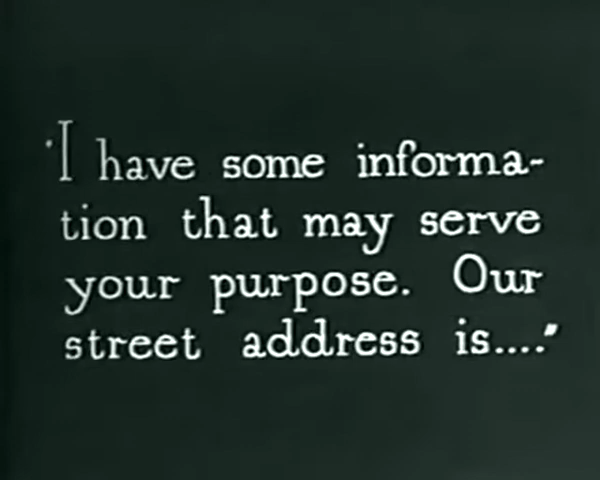 "I have some informa-
tion that may serve
your purpose. Our
street address is...."